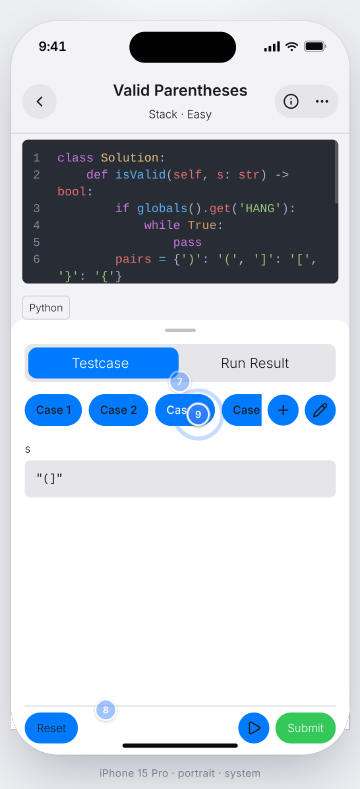 9:41
Valid Parentheses
Stack · Easy
1 class Solution:
2 def isValid(self, s: str) ->
bool:
3 if globals().get('HANG'):
4 while True:
5 pass
6 pairs = {')': '(', ']': '[',
'}': '{'}
Python
Testcase Run Result
7
Case 1 Case 2 Cas 9 Case
s
"(]"
8
Reset Submit
iPhone 15 Pro · portrait · system